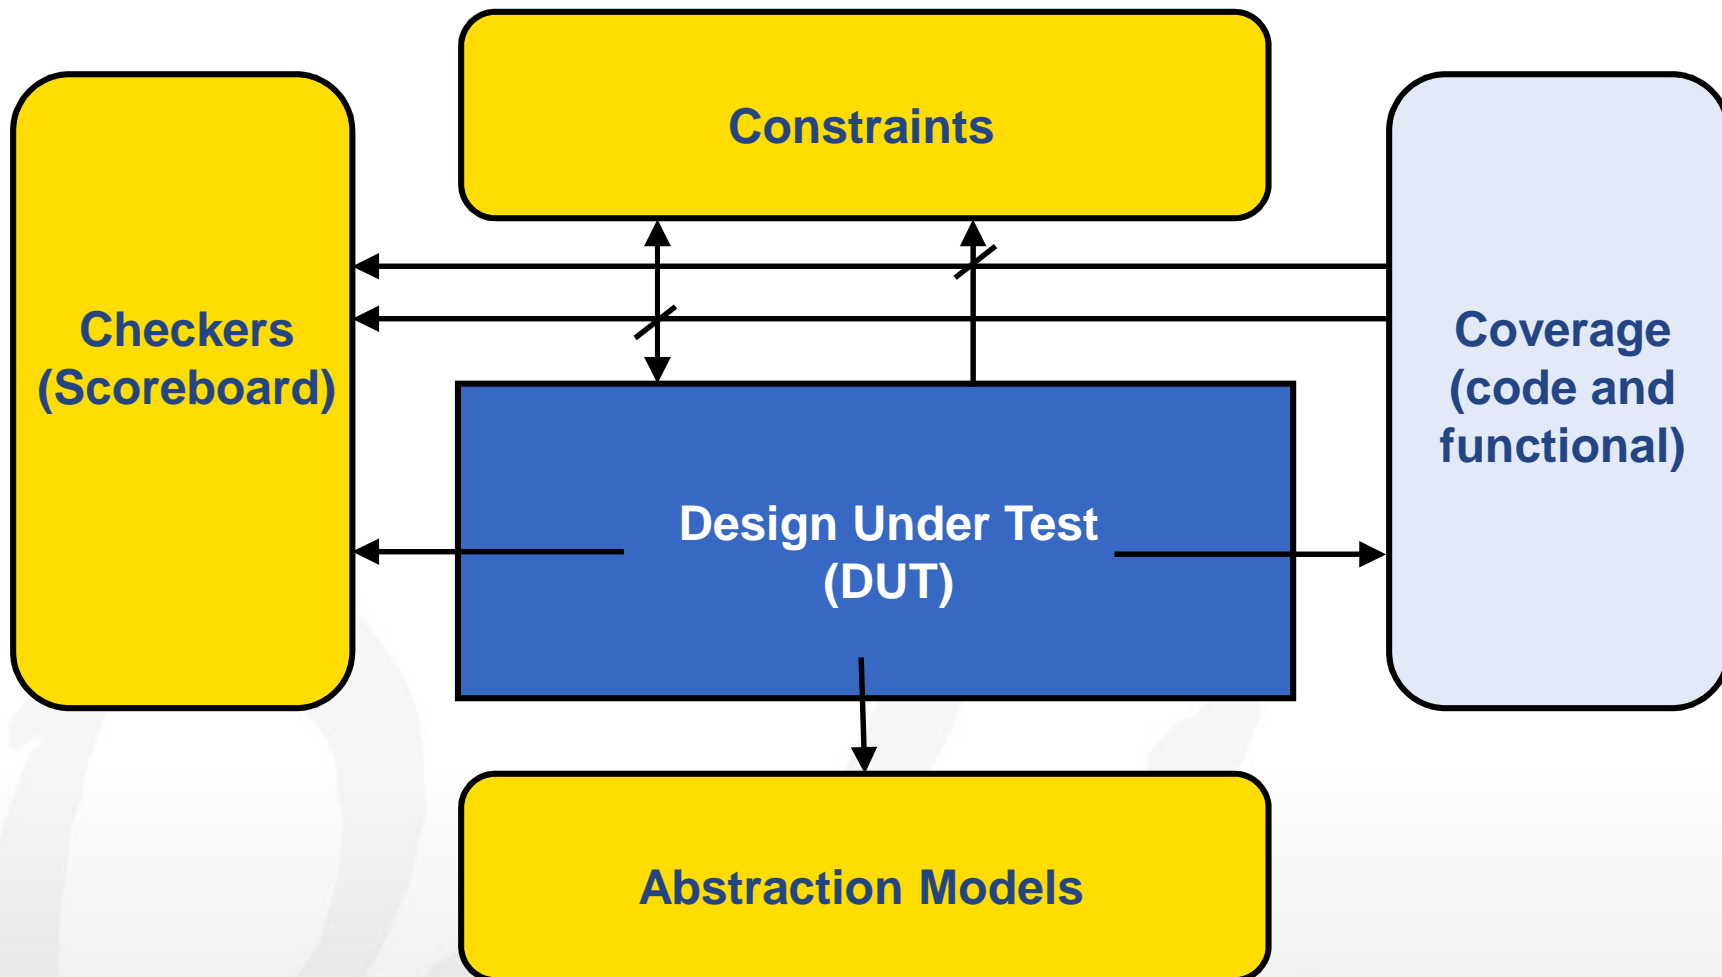 Constraints
Checkers
(Scoreboard)
Coverage
(code and
functional)
Design Under Test
(DUT)
Abstraction Models